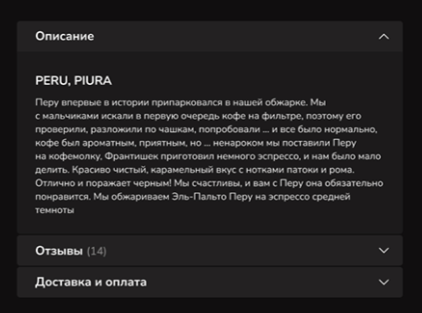 Описание
PERU, PIURA
Перу впервые в истории припарковался в нашей обжарке. Мы
с мальчиками искали в первую очередь кофе на фильтре, поэтому его
проверили, разложили по чашкам, попробовали ... и все было нормально,
кофе был ароматным, приятным, но ... ненароком мы поставили Перу
на кофемолку, Франтишек приготовил немного эспрессо, и нам было мало
делить. Красиво чистый, карамельный вкус с нотками патоки и рома.
Отлично и поражает черным! Мы счастливы, и вам с Перу она обязательно
понравится. Мы обжариваем Эль-Пальто Перу на эспрессо средней
темноты
Отзывы (14)
Доставка и оплата